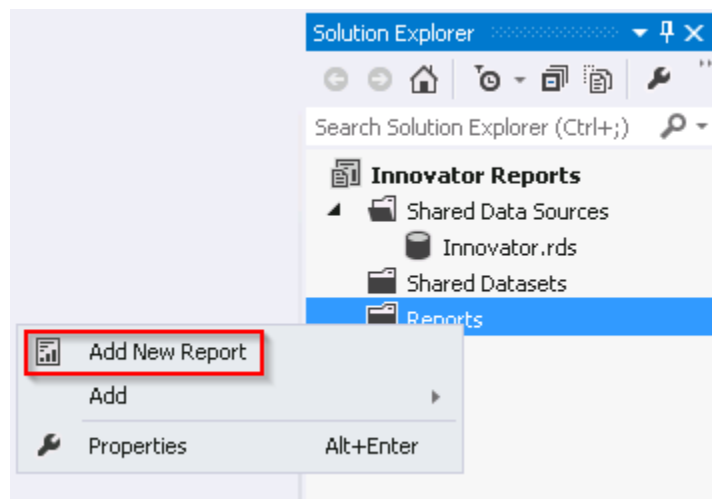 Solution Explorer
Search Solution Explorer (Ctrl+;)
Innovator Reports
Shared Data Sources
Innovator.rds
Shared Datasets
Reports
Add New Report
Add
Properties Alt+Enter